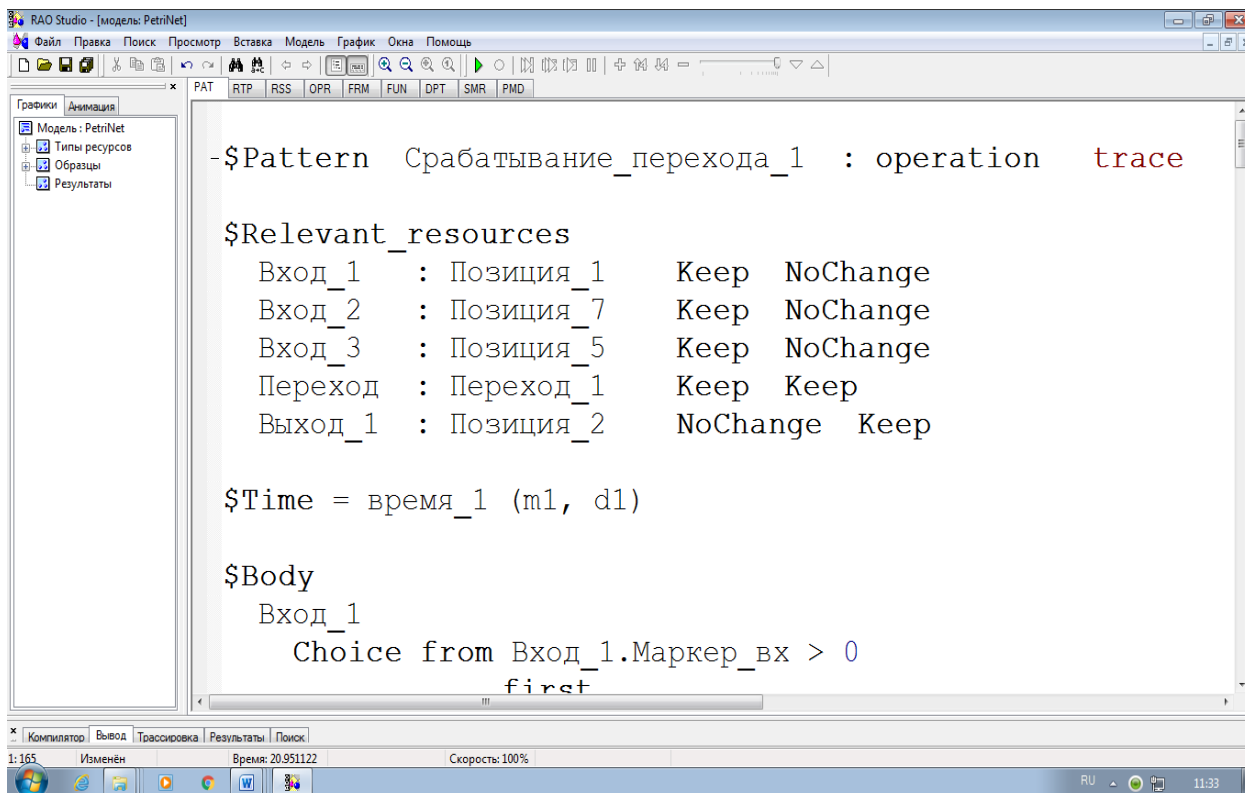 RAO Studio - [модель: PetriNet]
Файл Правка Поиск Просмотр Вставка Модель График Окна Помощь
PAT RTP RSS OPR FRM FUN DPT SMR PMD
Графики Анимация
Модель : PetriNet
Типы ресурсов
Образцы
Результаты
$Pattern Срабатывание_перехода_1 : operation trace
$Relevant_resources
Вход_1 : Позиция_1 Keep NoChange
Вход_2 : Позиция_7 Keep NoChange
Вход_3 : Позиция_5 Keep NoChange
Переход : Переход_1 Keep Keep
Выход_1 : Позиция_2 NoChange Keep
$Time = время_1 (m1, d1)
$Body
Вход_1
Choice from Вход_1.Маркер_вх > 0
first
Компилятор Вывод Трассировка Результаты Поиск
1: 165 Изменён Время: 20.951122 Скорость: 100%
RU 11:33